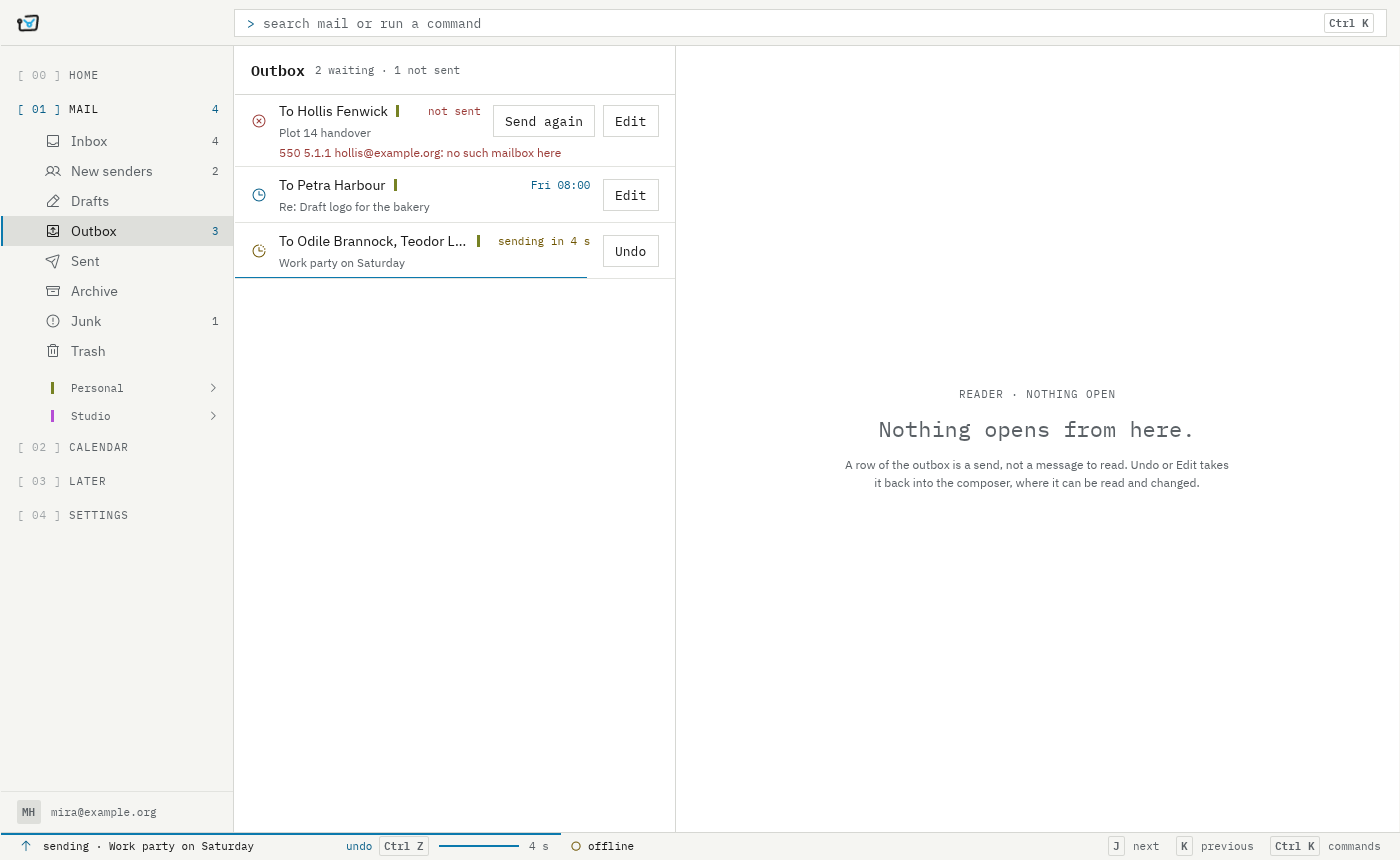 > search mail or run a command Ctrl K
[ 00 ] HOME
[ 01 ] MAIL 4
Inbox 4
New senders 2
Drafts
Outbox 3
Sent
Archive
Junk 1
Trash
Personal
Studio
[ 02 ] CALENDAR
[ 03 ] LATER
[ 04 ] SETTINGS
MH mira@example.org
Outbox 2 waiting · 1 not sent
To Hollis Fenwick not sent Send again Edit
Plot 14 handover
550 5.1.1 hollis@example.org: no such mailbox here
To Petra Harbour Fri 08:00 Edit
Re: Draft logo for the bakery
To Odile Brannock, Teodor L... sending in 4 s Undo
Work party on Saturday
READER · NOTHING OPEN
Nothing opens from here.
A row of the outbox is a send, not a message to read. Undo or Edit takes
it back into the composer, where it can be read and changed.
sending · Work party on Saturday undo Ctrl Z 4 s offline J next K previous Ctrl K commands